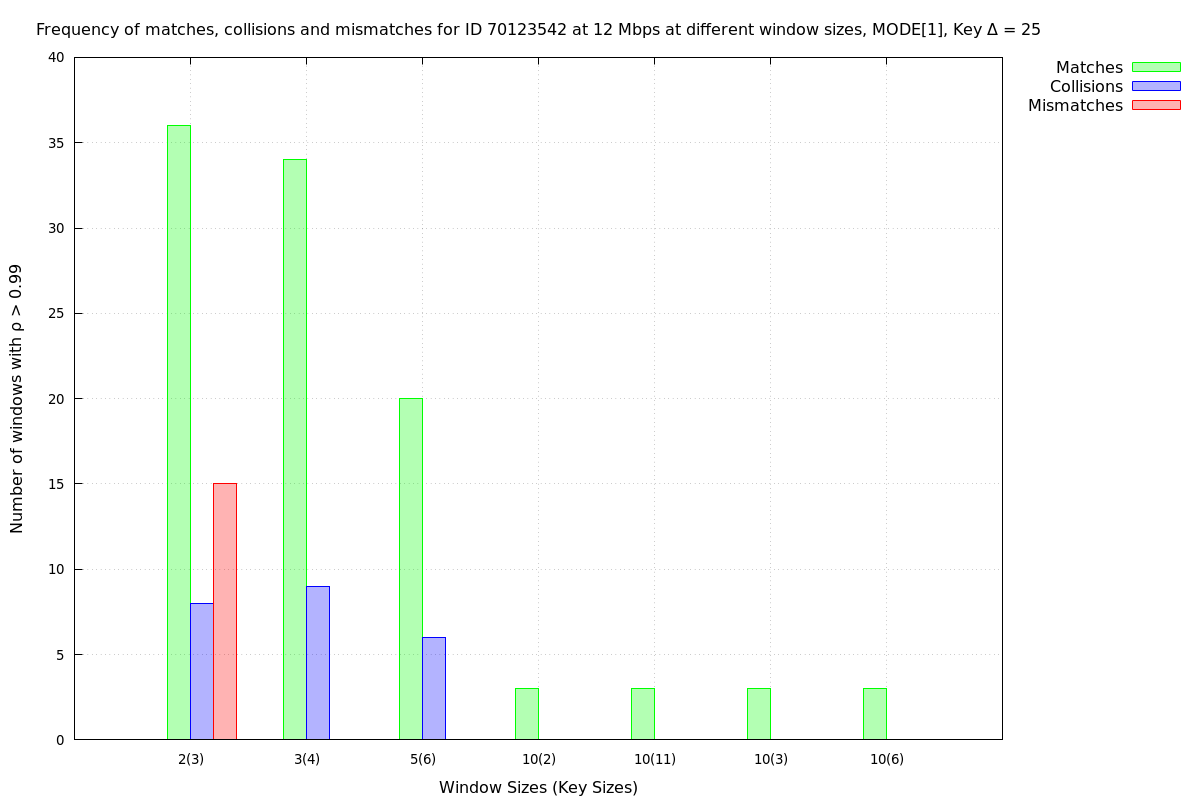 Frequency of matches, collisions and mismatches for ID 70123542 at 12 Mbps at different window sizes, MODE[1], Key Δ = 25
Matches
Collisions
Mismatches
Number of windows with ρ > 0.99
40
35
30
25
20
15
10
5
0
2(3) 3(4) 5(6) 10(2) 10(11) 10(3) 10(6)
Window Sizes (Key Sizes)